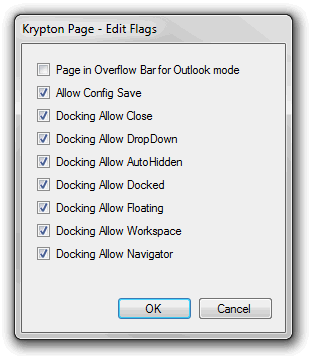 Krypton Page - Edit Flags
Page in Overflow Bar for Outlook mode
Allow Config Save
Docking Allow Close
Docking Allow DropDown
Docking Allow AutoHidden
Docking Allow Docked
Docking Allow Floating
Docking Allow Workspace
Docking Allow Navigator
OK
Cancel